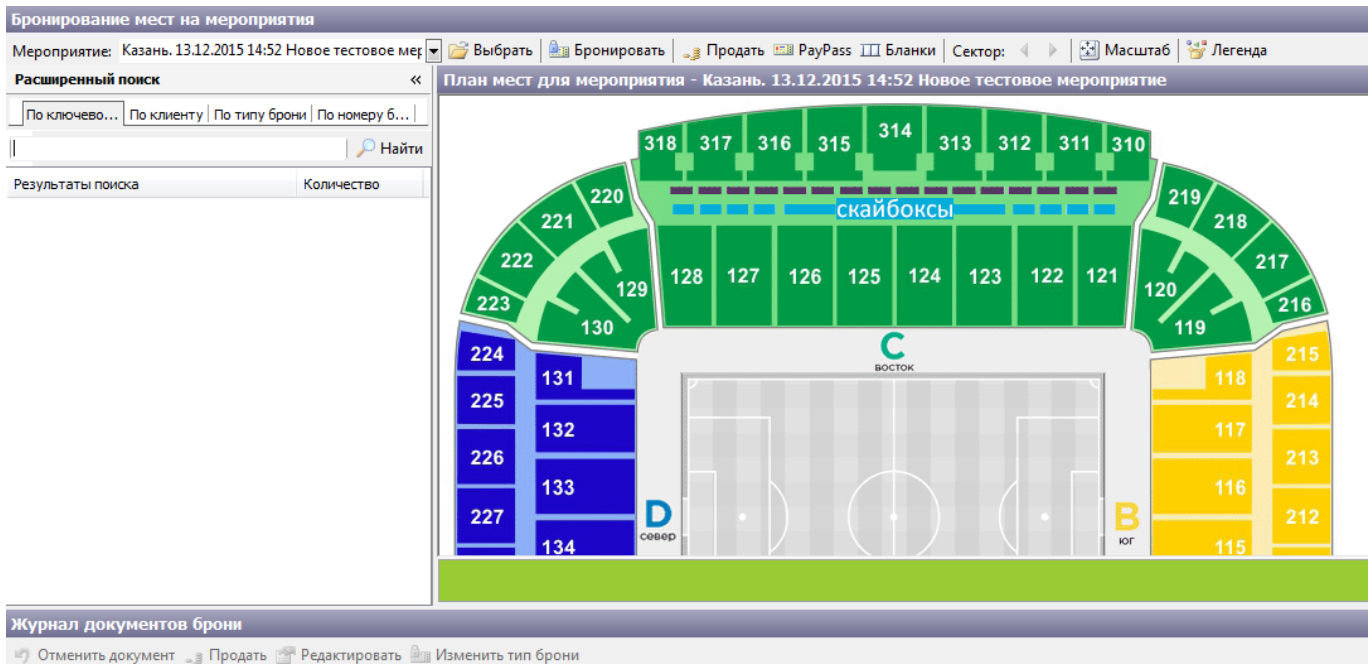 Бронирование мест на мероприятия
Мероприятие: Казань. 13.12.2015 14:52 Новое тестовое мер Выбрать Бронировать Продать PayPass Бланки Сектор: Масштаб Легенда
Расширенный поиск «
План мест для мероприятия - Казань. 13.12.2015 14:52 Новое тестовое мероприятие
По ключево... По клиенту По типу брони По номеру б...
Найти
Результаты поиска Количество
318 317 316 315 314 313 312 311 310
скайбоксы
220 219
221 218
222 217
223 216
128 127 126 125 124 123 122 121
129 120
130 119
C
восток
224 131 118 215
225 132 117 214
226 133 116 213
227 134 115 212
D
север
B
юг
Журнал документов брони
Отменить документ Продать Редактировать Изменить тип брони